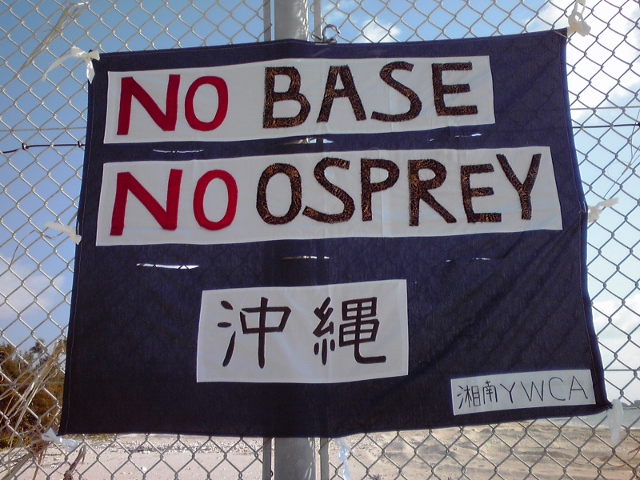 NO BASE
NO OSPREY
沖縄
湘南YWCA